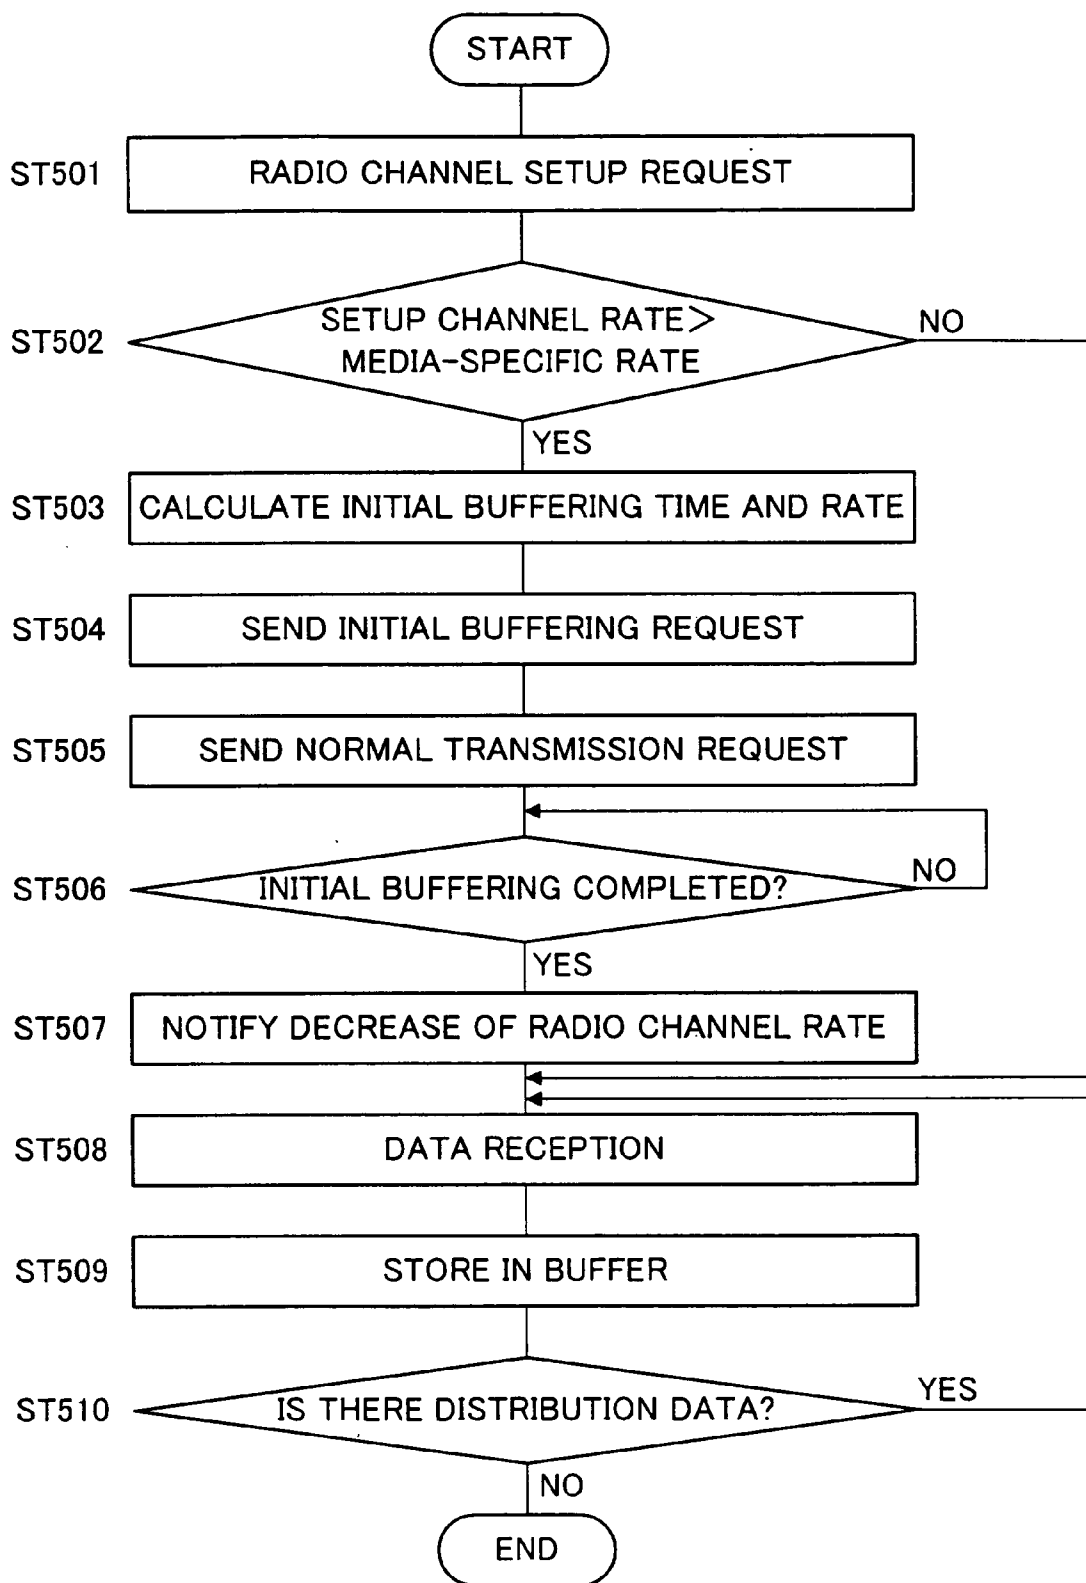 START
ST501
RADIO CHANNEL SETUP REQUEST
ST502
SETUP CHANNEL RATE>
MEDIA-SPECIFIC RATE
NO
YES
ST503
CALCULATE INITIAL BUFFERING TIME AND RATE
ST504
SEND INITIAL BUFFERING REQUEST
ST505
SEND NORMAL TRANSMISSION REQUEST
ST506
INITIAL BUFFERING COMPLETED?
NO
YES
ST507
NOTIFY DECREASE OF RADIO CHANNEL RATE
ST508
DATA RECEPTION
ST509
STORE IN BUFFER
ST510
IS THERE DISTRIBUTION DATA?
YES
NO
END